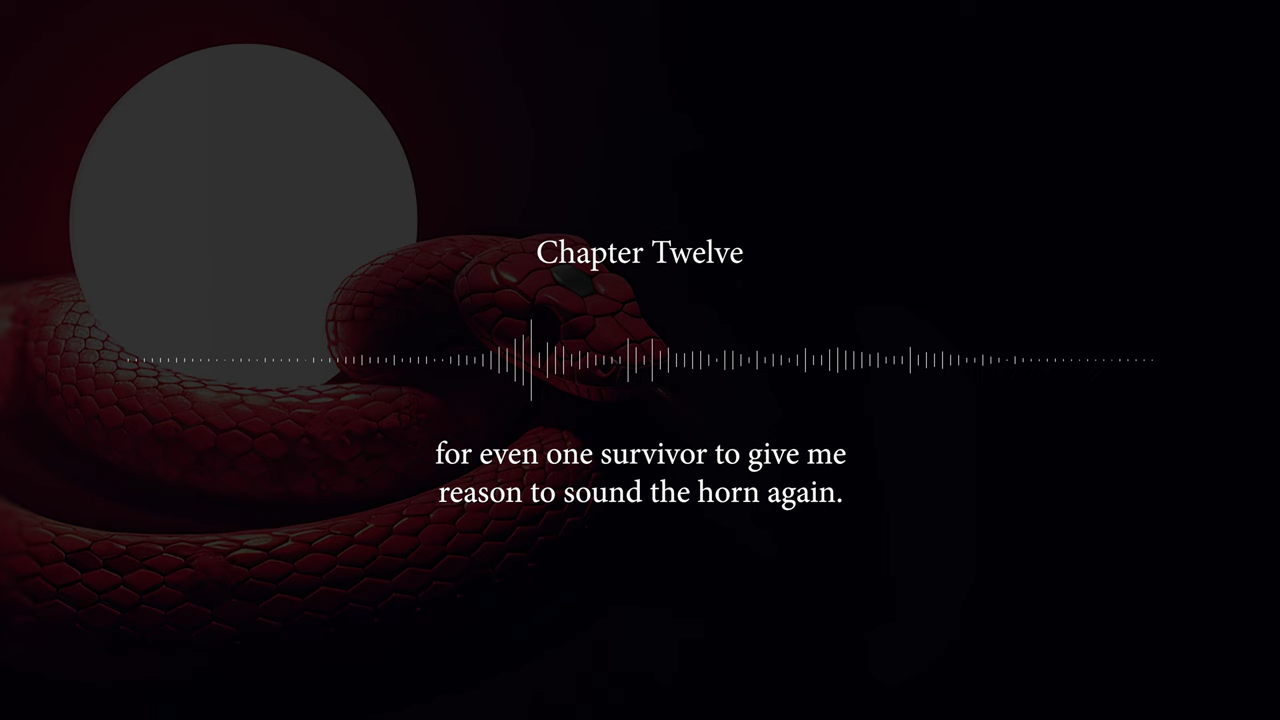 Chapter Twelve
for even one survivor to give me
reason to sound the horn again.